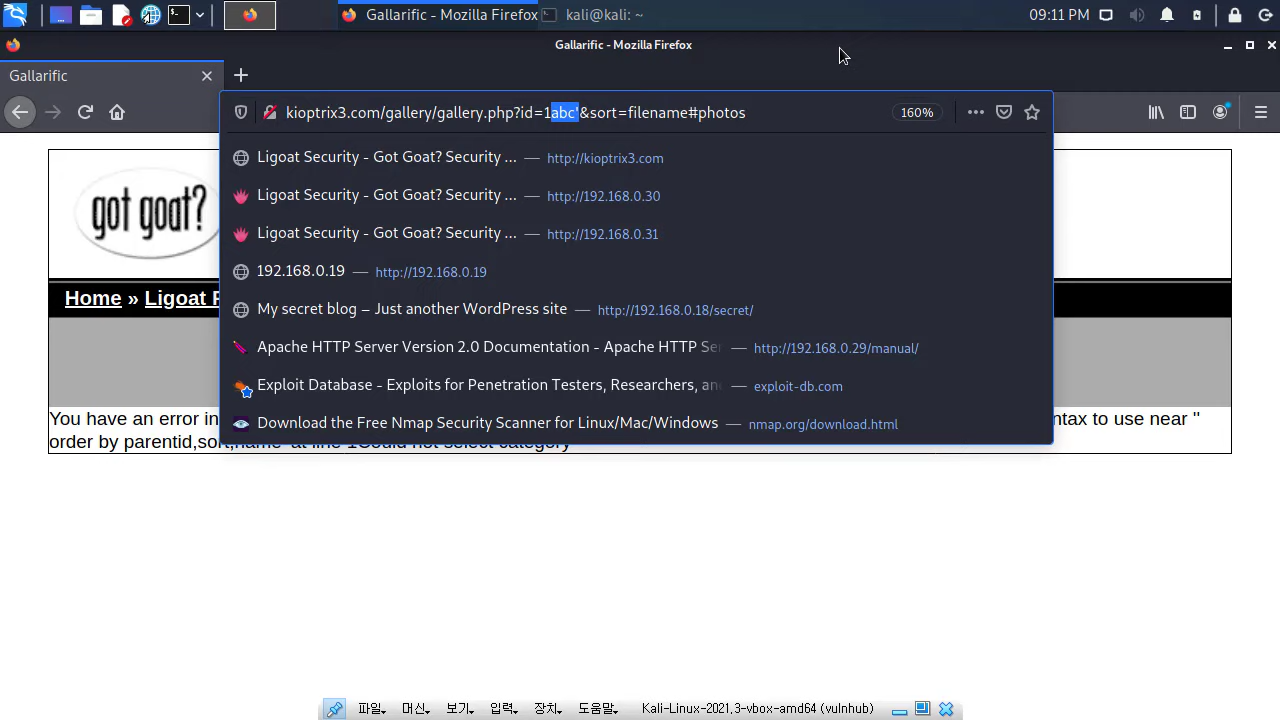 Gallarific - Mozilla Firefox
kali@kali: ~
09:11 PM
Gallarific - Mozilla Firefox
Gallarific
kioptrix3.com/gallery/gallery.php?id=1abc'&sort=filename#photos
160%
Ligoat Security - Got Goat? Security ... — http://kioptrix3.com
Ligoat Security - Got Goat? Security ... — http://192.168.0.30
Ligoat Security - Got Goat? Security ... — http://192.168.0.31
192.168.0.19 — http://192.168.0.19
My secret blog – Just another WordPress site — http://192.168.0.18/secret/
Apache HTTP Server Version 2.0 Documentation - Apache HTTP Ser — http://192.168.0.29/manual/
Exploit Database - Exploits for Penetration Testers, Researchers, and — exploit-db.com
Download the Free Nmap Security Scanner for Linux/Mac/Windows — nmap.org/download.html
got goat?
Home » Ligoat
You have an error in ntax to use near ''
order by parentid,sort,name' at line 1Could not select category
파일 머신 보기 입력 장치 도움말 Kali-Linux-2021.3-vbox-amd64 (vulnhub)